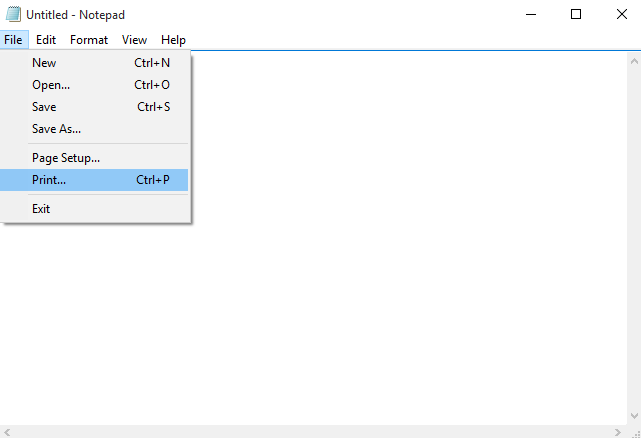 Untitled - Notepad
File Edit Format View Help
New Ctrl+N
Open... Ctrl+O
Save Ctrl+S
Save As...
Page Setup...
Print... Ctrl+P
Exit